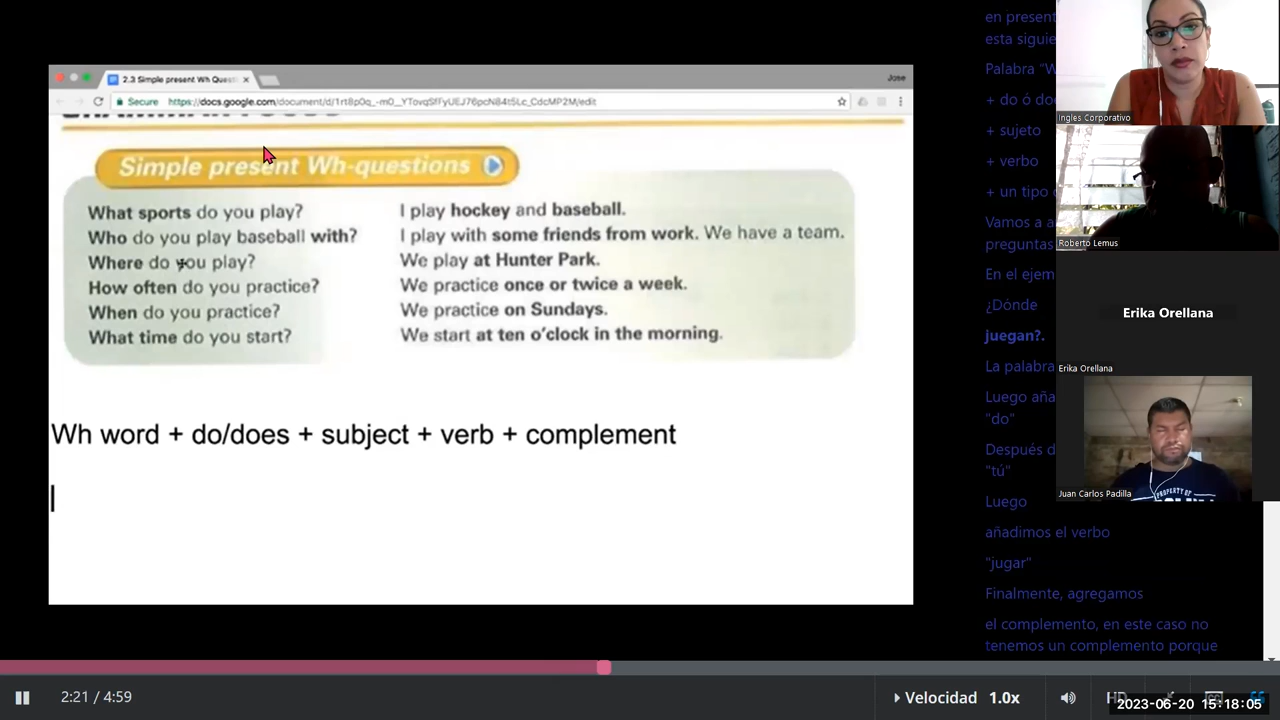 2.3 Simple present Wh Quest
Jose
Secure
https://docs.google.com/document/d/1rt8p0q_-m0_YTovqSfFyUEJ76pcN84t5Lc_CdcMP2M/edit
Simple present Wh-questions
What sports do you play? I play hockey and baseball.
Who do you play baseball with? I play with some friends from work. We have a team.
Where do you play? We play at Hunter Park.
How often do you practice? We practice once or twice a week.
When do you practice? We practice on Sundays.
What time do you start? We start at ten o'clock in the morning.
Wh word + do/does + subject + verb + complement
en present
esta siguie
Palabra "W
+ do ó do
+ sujeto
+ verbo
+ un tipo
Vamos a a
preguntas
En el ejem
¿Dónde
juegan?.
La palabra
Luego aña
"do"
Después d
"tú"
Luego
añadimos el verbo
"jugar"
Finalmente, agregamos
el complemento, en este caso no
tenemos un complemento porque
Ingles Corporativo
Roberto Lemus
Erika Orellana
Erika Orellana
Juan Carlos Padilla
2:21 / 4:59
Velocidad 1.0x
HD
2023-06-20 15:18:05